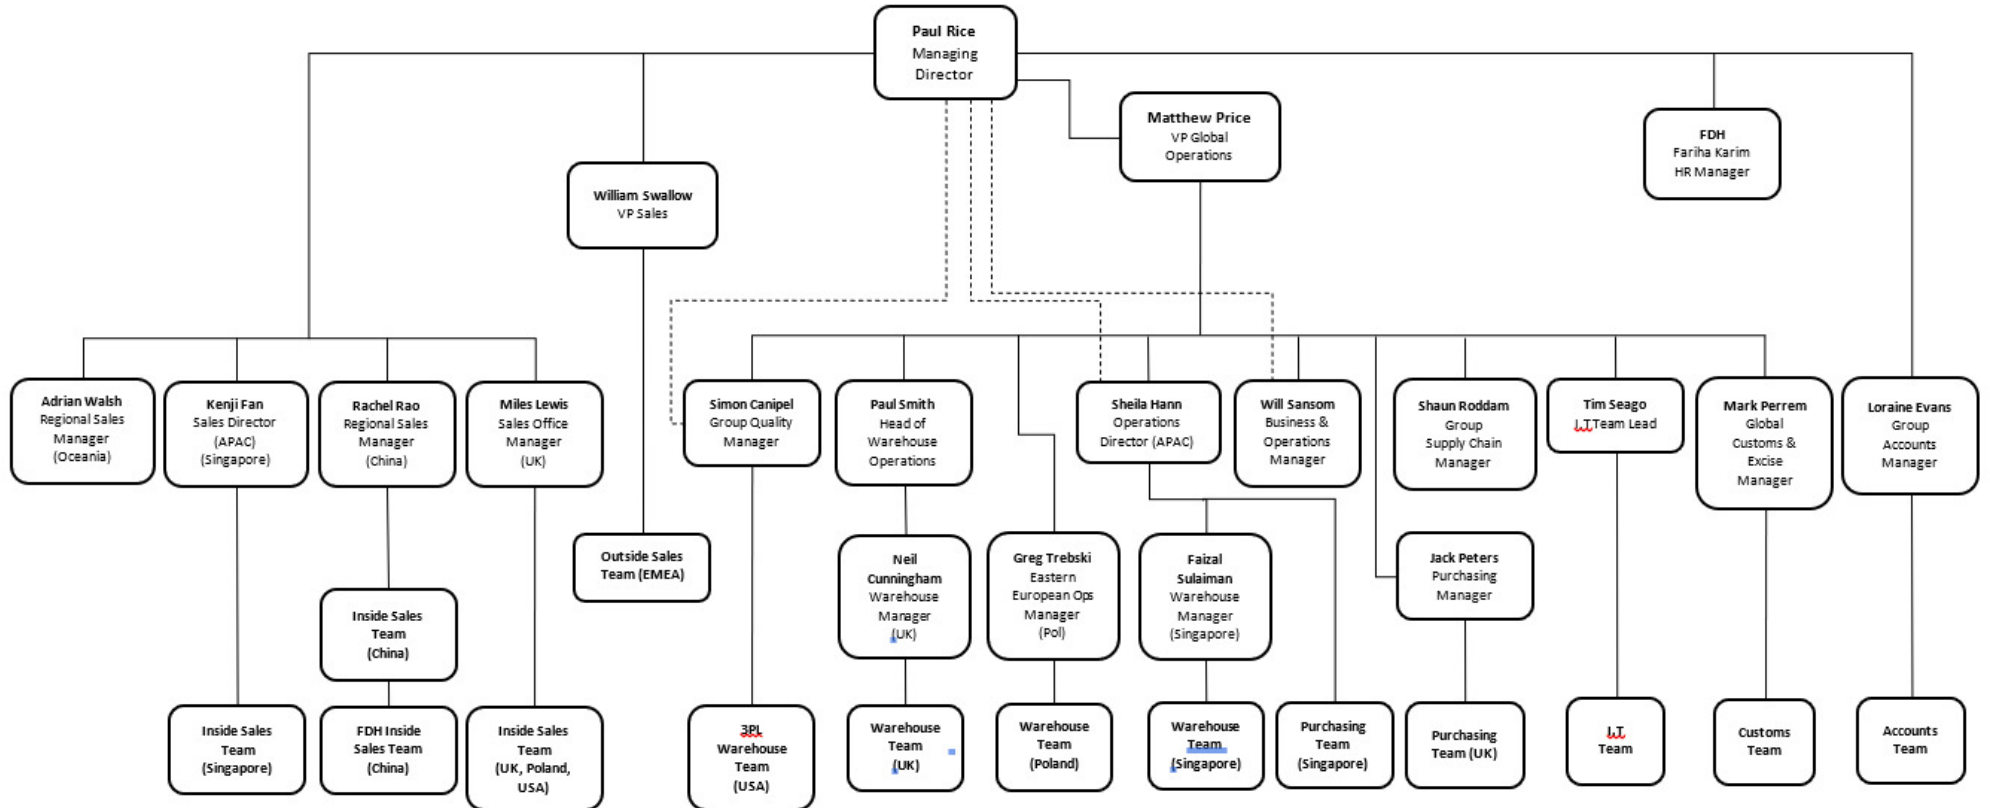 Paul Rice
Managing
Director
Matthew Price
VP Global
Operations
FDH
Fariha Karim
HR Manager
William Swallow
VP Sales
Adrian Walsh
Regional Sales
Manager
(Oceania)
Kenji Fan
Sales Director
(APAC)
(Singapore)
Rachel Rao
Regional Sales
Manager
(China)
Miles Lewis
Sales Office
Manager
(UK)
Simon Canipel
Group Quality
Manager
Paul Smith
Head of
Warehouse
Operations
Sheila Hann
Operations
Director (APAC)
Will Sansom
Business &
Operations
Manager
Shaun Roddam
Group
Supply Chain
Manager
Tim Seago
I.T Team Lead
Mark Perrem
Global
Customs &
Excise
Manager
Loraine Evans
Group
Accounts
Manager
Outside Sales
Team (EMEA)
Neil
Cunningham
Warehouse
Manager
(UK)
Greg Trebski
Eastern
European Ops
Manager
(Pol)
Faizal
Sulaiman
Warehouse
Manager
(Singapore)
Jack Peters
Purchasing
Manager
Inside Sales
Team
(China)
Inside Sales
Team
(Singapore)
FDH Inside
Sales Team
(China)
Inside Sales
Team
(UK, Poland,
USA)
3PL
Warehouse
Team
(USA)
Warehouse
Team
(UK)
Warehouse
Team
(Poland)
Warehouse
Team
(Singapore)
Purchasing
Team
(Singapore)
Purchasing
Team (UK)
I.T
Team
Customs
Team
Accounts
Team